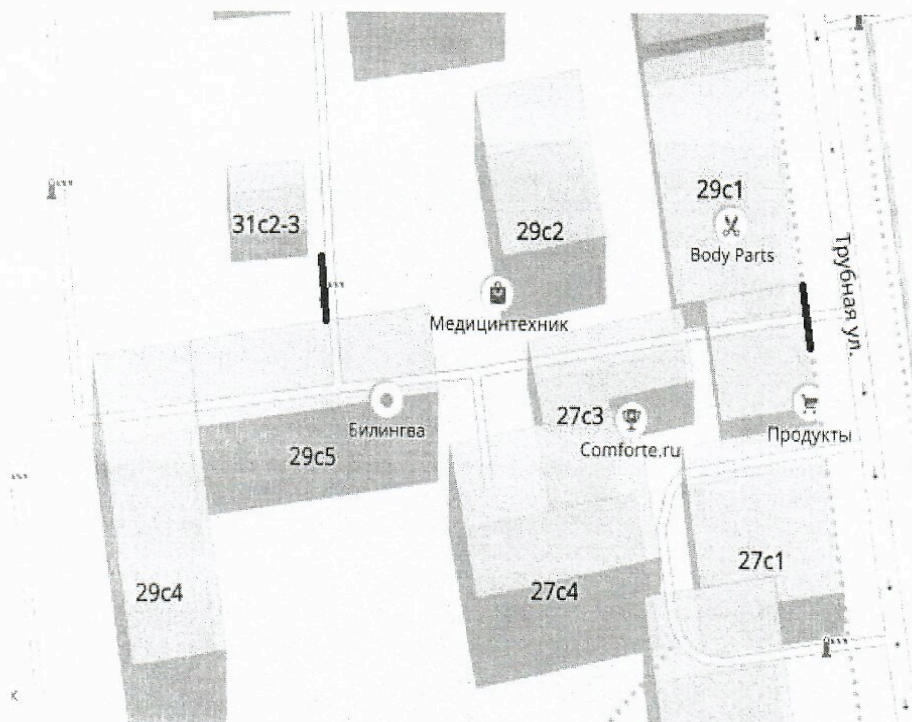 29с1
31с2-3
29с2
Body Parts
Трубная ул.
Медицинтехник
27с3
Билингва
Comforte.ru
Продукты
29с5
27с1
29с4
27с4
К